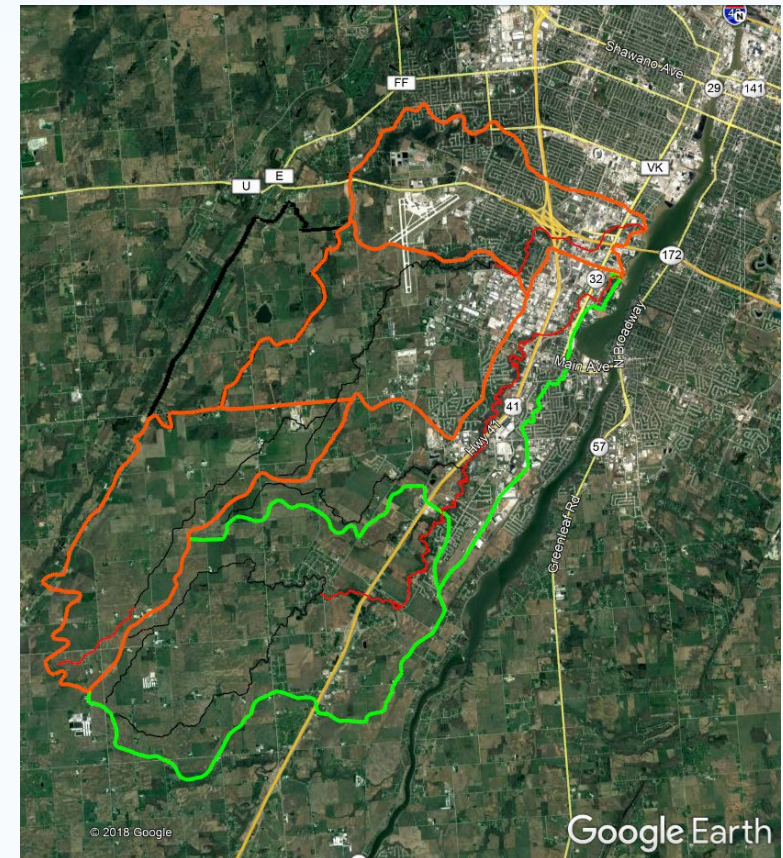 Shawano Ave
FF
29
141
VK
E
U
172
32
Main Ave
N Broadway
41
Hwy 41
57
Greenleaf Rd
© 2018 Google
Google Earth